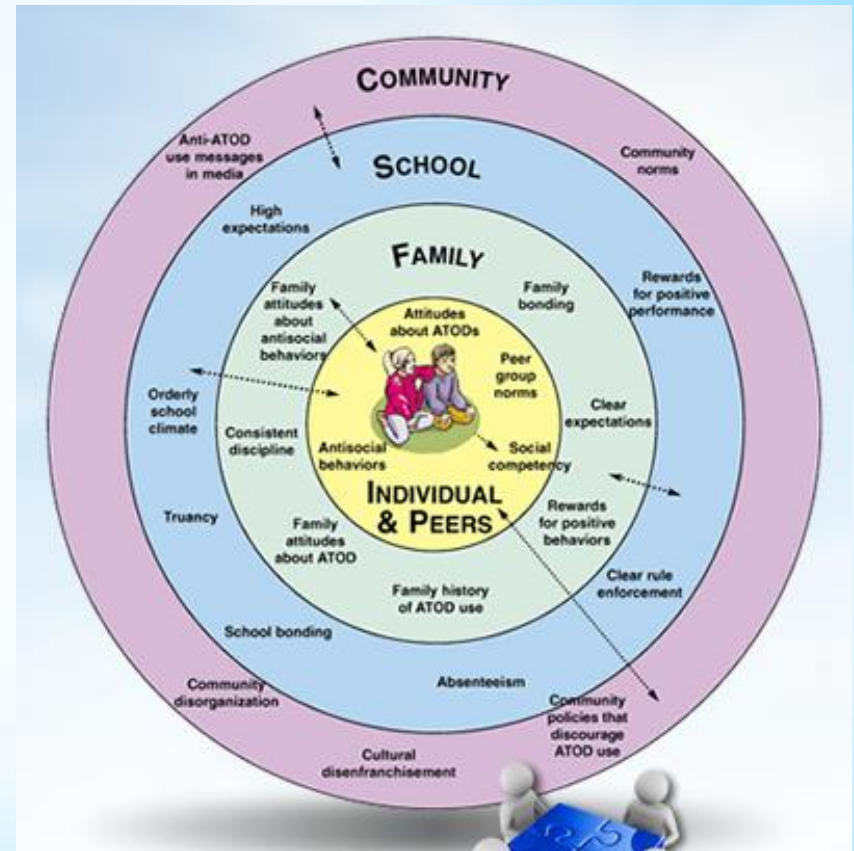 COMMUNITY
Anti-ATOD
use messages
in media
Community
norms
SCHOOL
High
expectations
Rewards
for positive
performance
FAMILY
Family
attitudes
about
antisocial
behaviors
Family
bonding
Attitudes
about ATODs
Peer
group
norms
Orderly
school
climate
Consistent
discipline
Clear
expectations
Antisocial
behaviors
Social
competency
INDIVIDUAL
& PEERS
Truancy
Family
attitudes
about ATOD
Rewards
for positive
behaviors
Family history
of ATOD use
Clear rule
enforcement
School bonding
Absenteeism
Community
disorganization
Community
policies that
discourage
ATOD use
Cultural
disenfranchisement